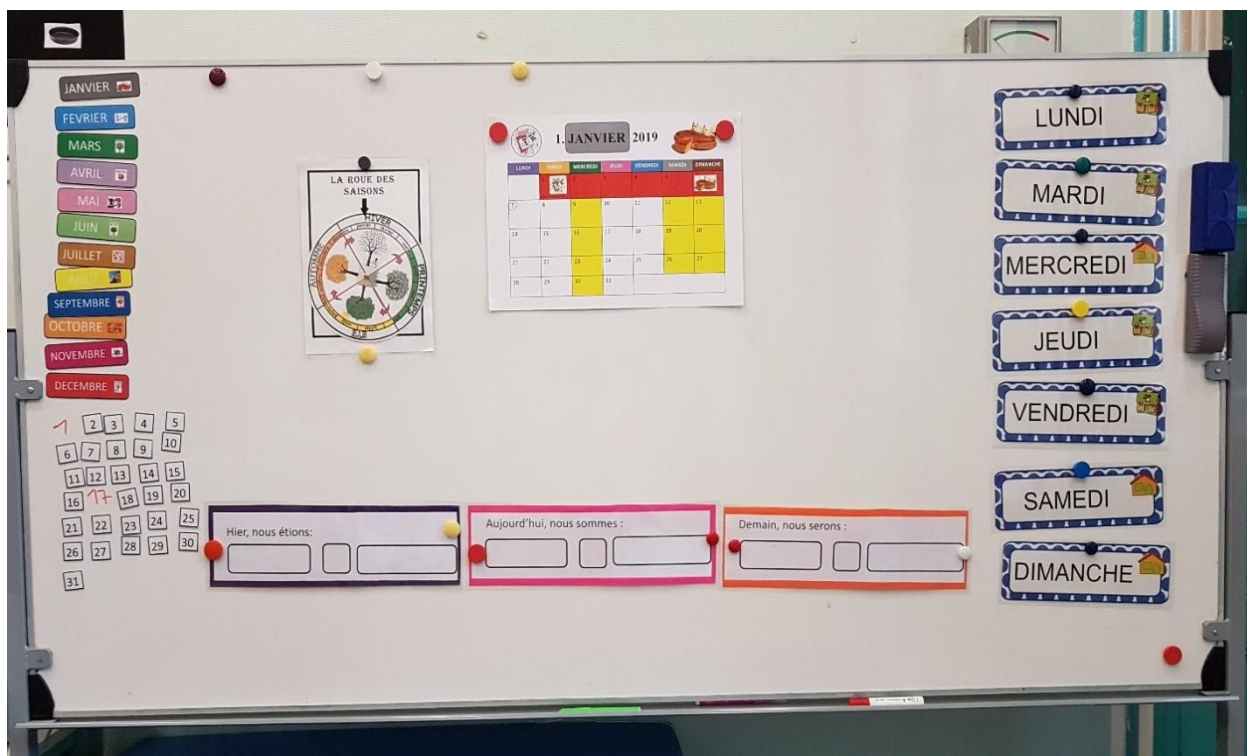 JANVIER
FEVRIER
MARS
AVRIL
MAI
JUIN
JUILLET
SEPTEMBRE
OCTOBRE
NOVEMBRE
DECEMBRE
1 2 3 4 5
6 7 8 9 10
11 12 13 14 15
16 17 18 19 20
21 22 23 24 25
26 27 28 29 30
31
LA ROUE DES
SAISONS
HIVER
PRINTEMPS
ETE
AUTOMNE
1. JANVIER 2019
LUNDI MARDI MERCREDI JEUDI VENDREDI SAMEDI DIMANCHE
7 8 9 10 11 12 13
14 15 16 17 18 19 20
21 22 23 24 25 26 27
28 29 30 31
Hier, nous étions:
Aujourd'hui, nous sommes :
Demain, nous serons :
LUNDI
MARDI
MERCREDI
JEUDI
VENDREDI
SAMEDI
DIMANCHE